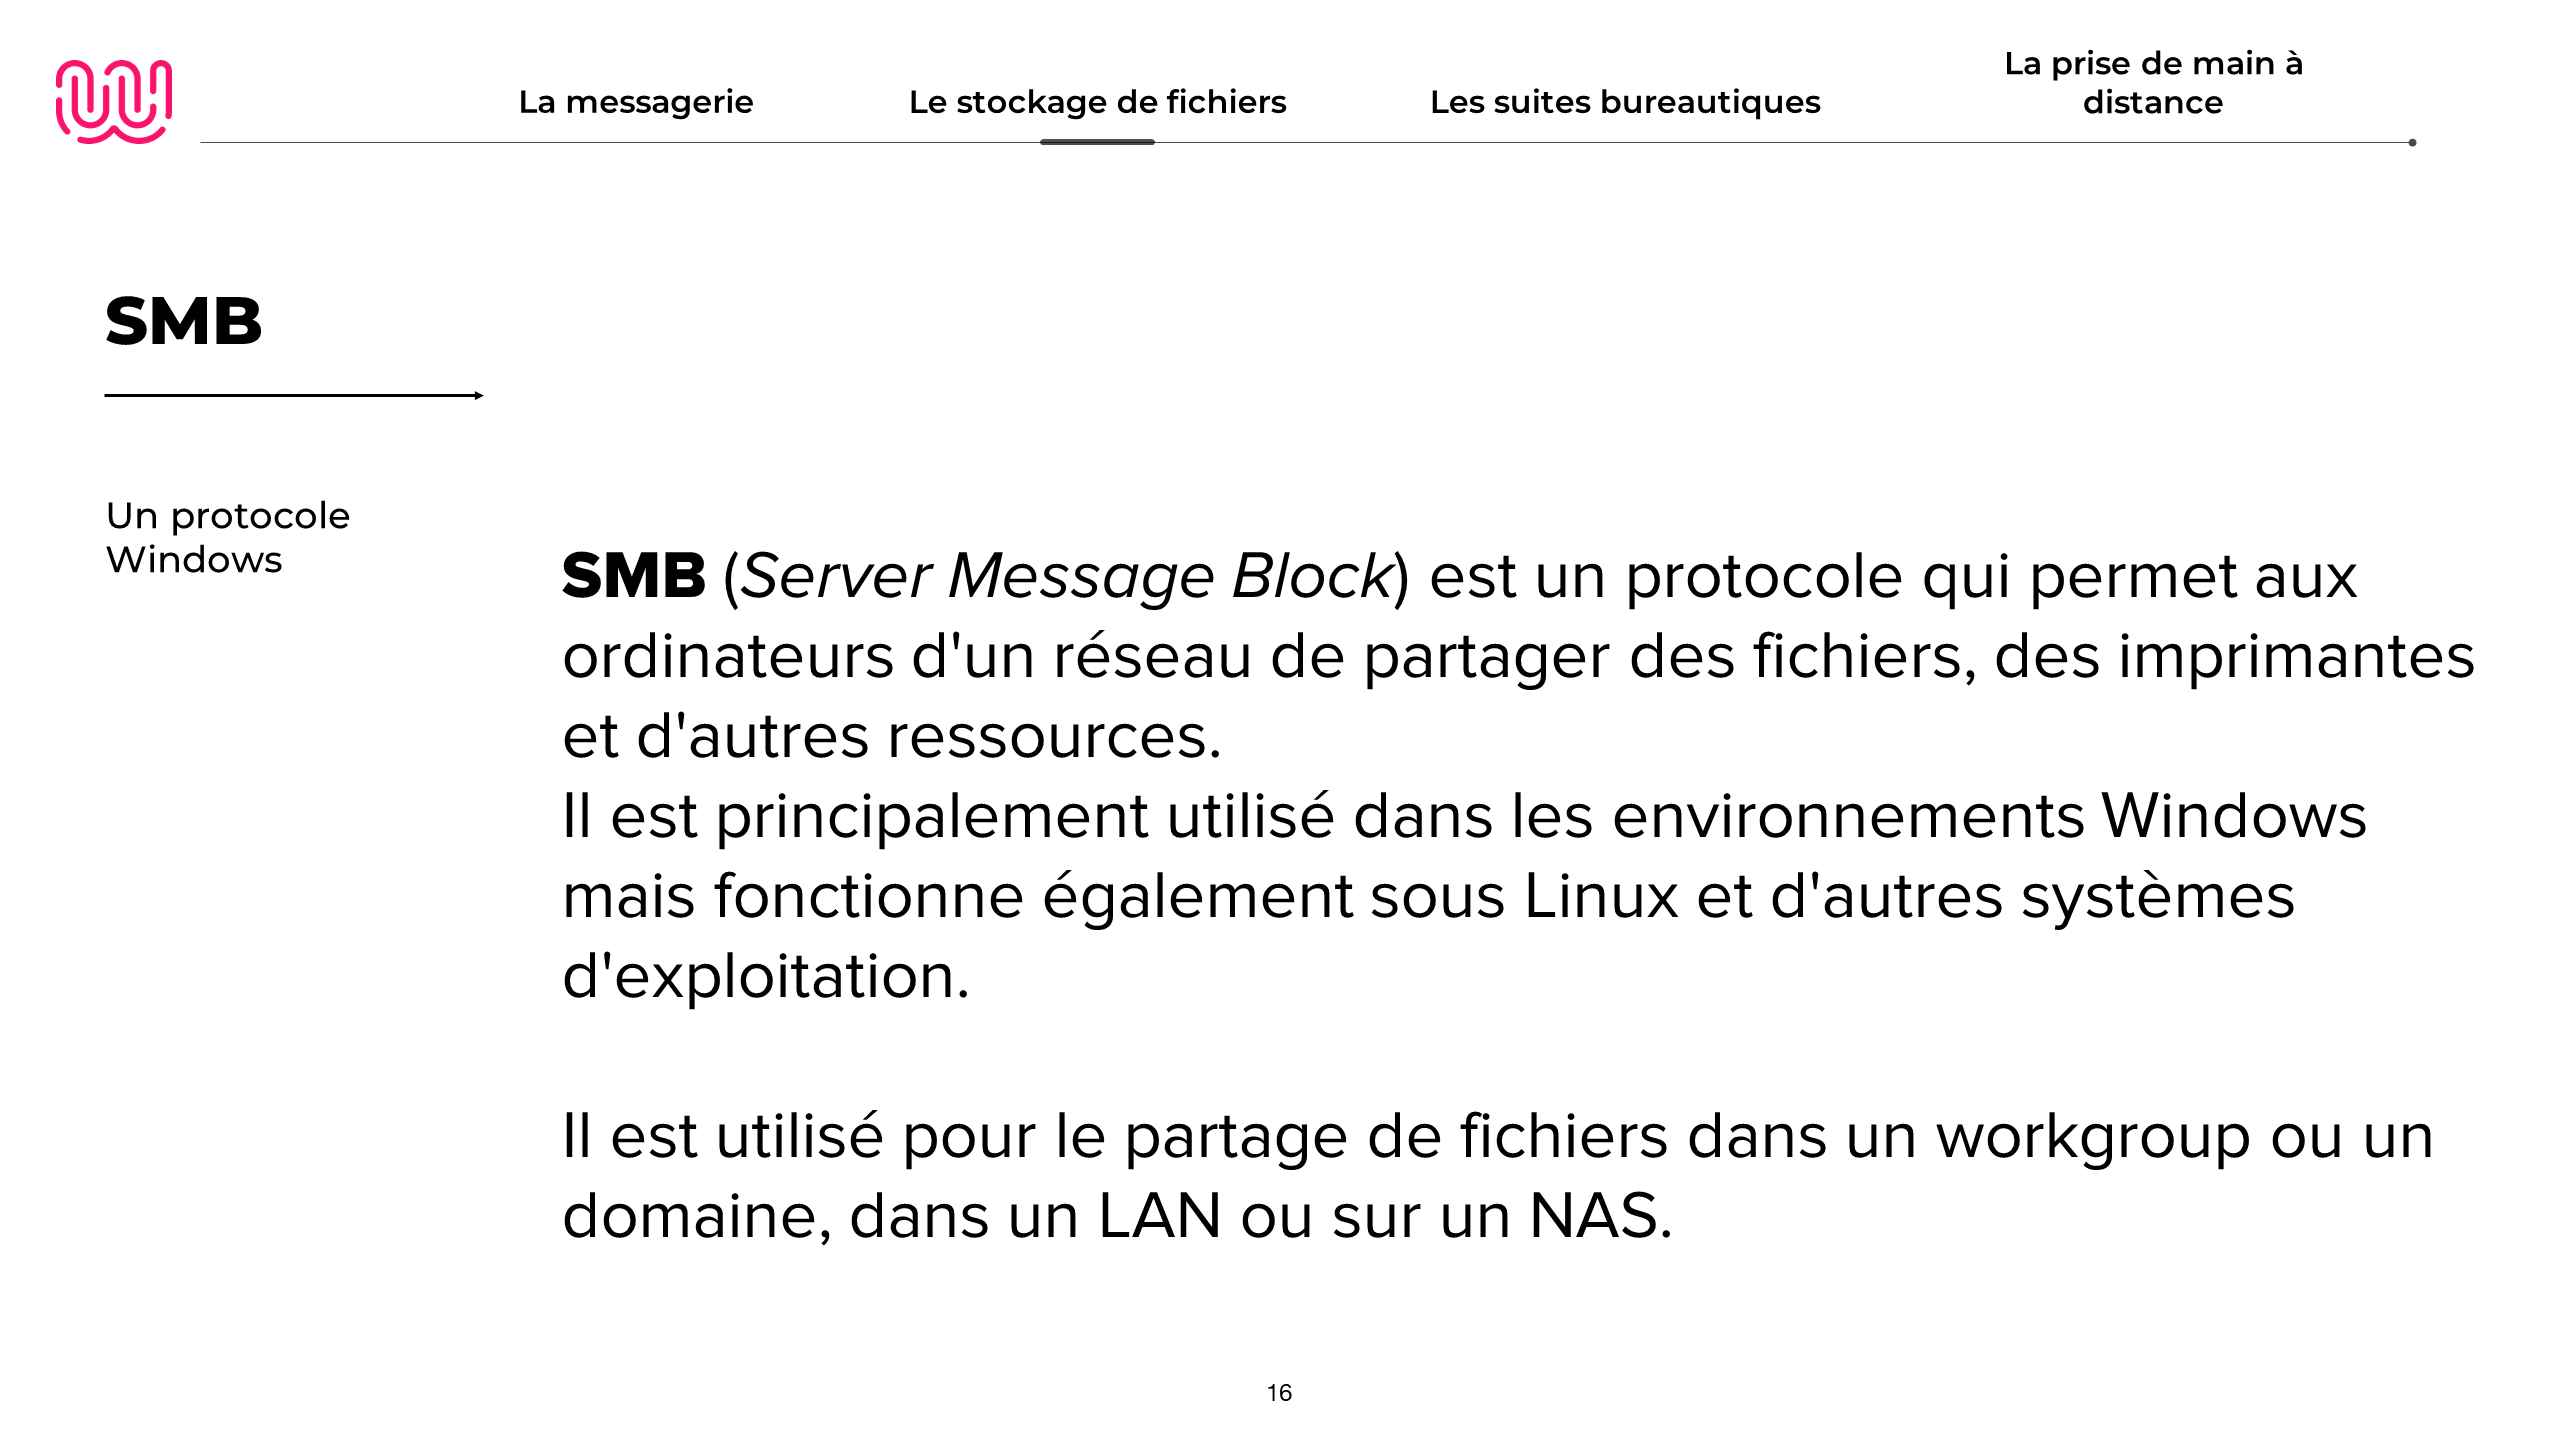 La messagerie
Le stockage de fichiers
Les suites bureautiques
La prise de main à
distance
SMB
Un protocole
Windows
SMB (Server Message Block) est un protocole qui permet aux
ordinateurs d'un réseau de partager des fichiers, des imprimantes
et d'autres ressources.
Il est principalement utilisé dans les environnements Windows
mais fonctionne également sous Linux et d'autres systèmes
d'exploitation.
Il est utilisé pour le partage de fichiers dans un workgroup ou un
domaine, dans un LAN ou sur un NAS.
16